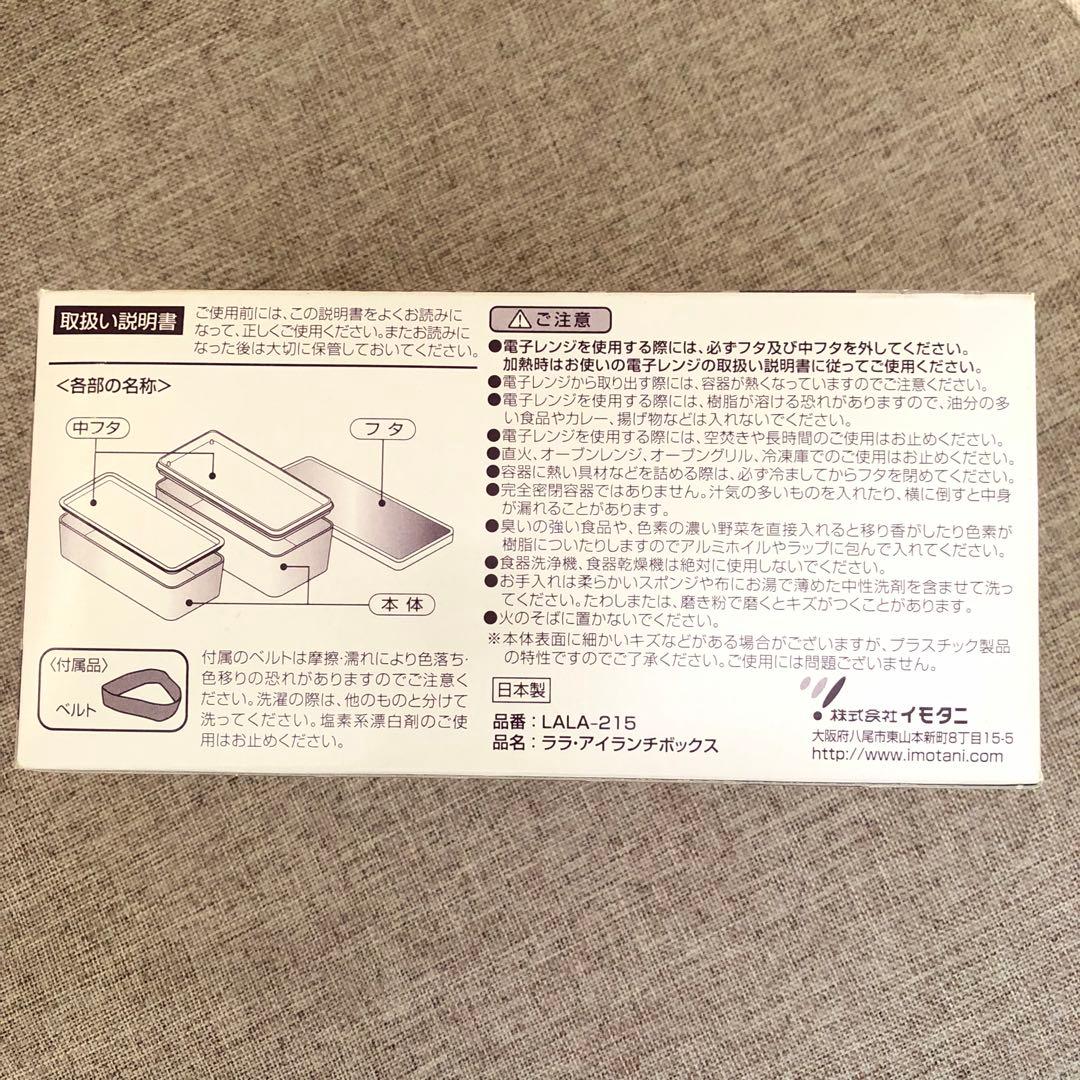 取扱い説明書
ご使用前には、この説明書をよくお読みに
なって、正しくご使用ください。またお読みに
なった後は大切に保管しておいてください。
<各部の名称>
中フタ
フタ
本体
〈付属品〉
ベルト
付属のベルトは摩擦・濡れにより色落ち・
色移りの恐れがありますのでご注意く
ださい。洗濯の際は、他のものと分けて
洗ってください。塩素系漂白剤のご使
用はお止めください。
⚠ご注意
●電子レンジを使用する際には、必ずフタ及び中フタを外してください。
加熱時はお使いの電子レンジの取扱い説明書に従ってご使用ください。
●電子レンジから取り出す際には、容器が熱くなっていますのでご注意ください。
●電子レンジを使用する際には、樹脂が溶ける恐れがありますので、油分の多
い食品やカレー、揚げ物などは入れないでください。
●電子レンジを使用する際には、空焚きや長時間のご使用はお止めください。
●直火、オーブンレンジ、オーブングリル、冷凍庫でのご使用はお止めください。
●容器に熱い具材などを詰める際は、必ず冷ましてからフタを閉めてください。
●完全密閉容器ではありません。汁気の多いものを入れたり、横に倒すと中身
が漏れることがあります。
●臭いの強い食品や、色素の濃い野菜を直接入れると移り香がしたり色素が
樹脂についたりしますのでアルミホイルやラップに包んで入れてください。
●食器洗浄機、食器乾燥機は絶対に使用しないでください。
●お手入れは柔らかいスポンジや布にお湯で薄めた中性洗剤を含ませて洗っ
てください。たわしまたは、磨き粉で磨くとキズがつくことがあります。
●火のそばに置かないでください。
※本体表面に細かいキズなどがある場合がございますが、プラスチック製品
の特性ですのでご了承ください。ご使用には問題ございません。
日本製
品番：LALA-215
品名：ララ・アイランチボックス
株式会社イモタニ
大阪府八尾市東山本新町8丁目15-5
http://www.imotani.com